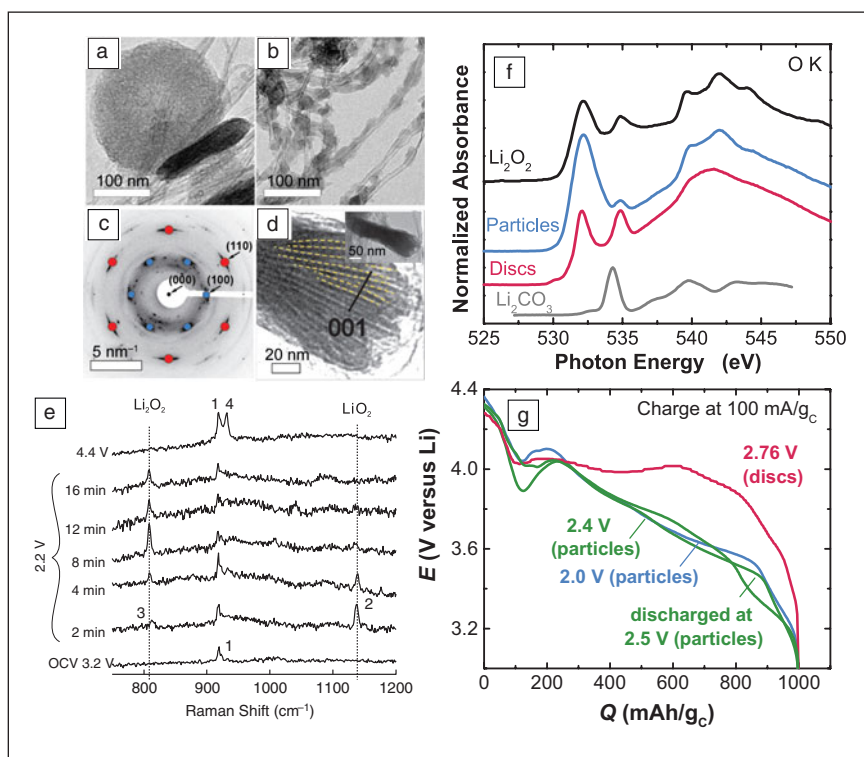 a
100 nm
b
100 nm
c
(110)
(000)
(100)
5 nm⁻¹
d
50 nm
001
20 nm
e
Li₂O₂
LiO₂
1 4
4.4 V
16 min
12 min
2.2 V
8 min
4 min
3
2
2 min
1
OCV 3.2 V
800 900 1000 1100 1200
Raman Shift (cm⁻¹)
f
O K
Normalized Absorbance
Li₂O₂
Particles
Discs
Li₂CO₃
525 530 535 540 545 550
Photon Energy (eV)
g
Charge at 100 mA/gC
E (V versus Li)
4.4
4.0
3.6
3.0
2.76 V
(discs)
2.4 V
(particles)
2.0 V (particles)
discharged at
2.5 V (particles)
0 200 400 600 800 1000
Q (mAh/gC)